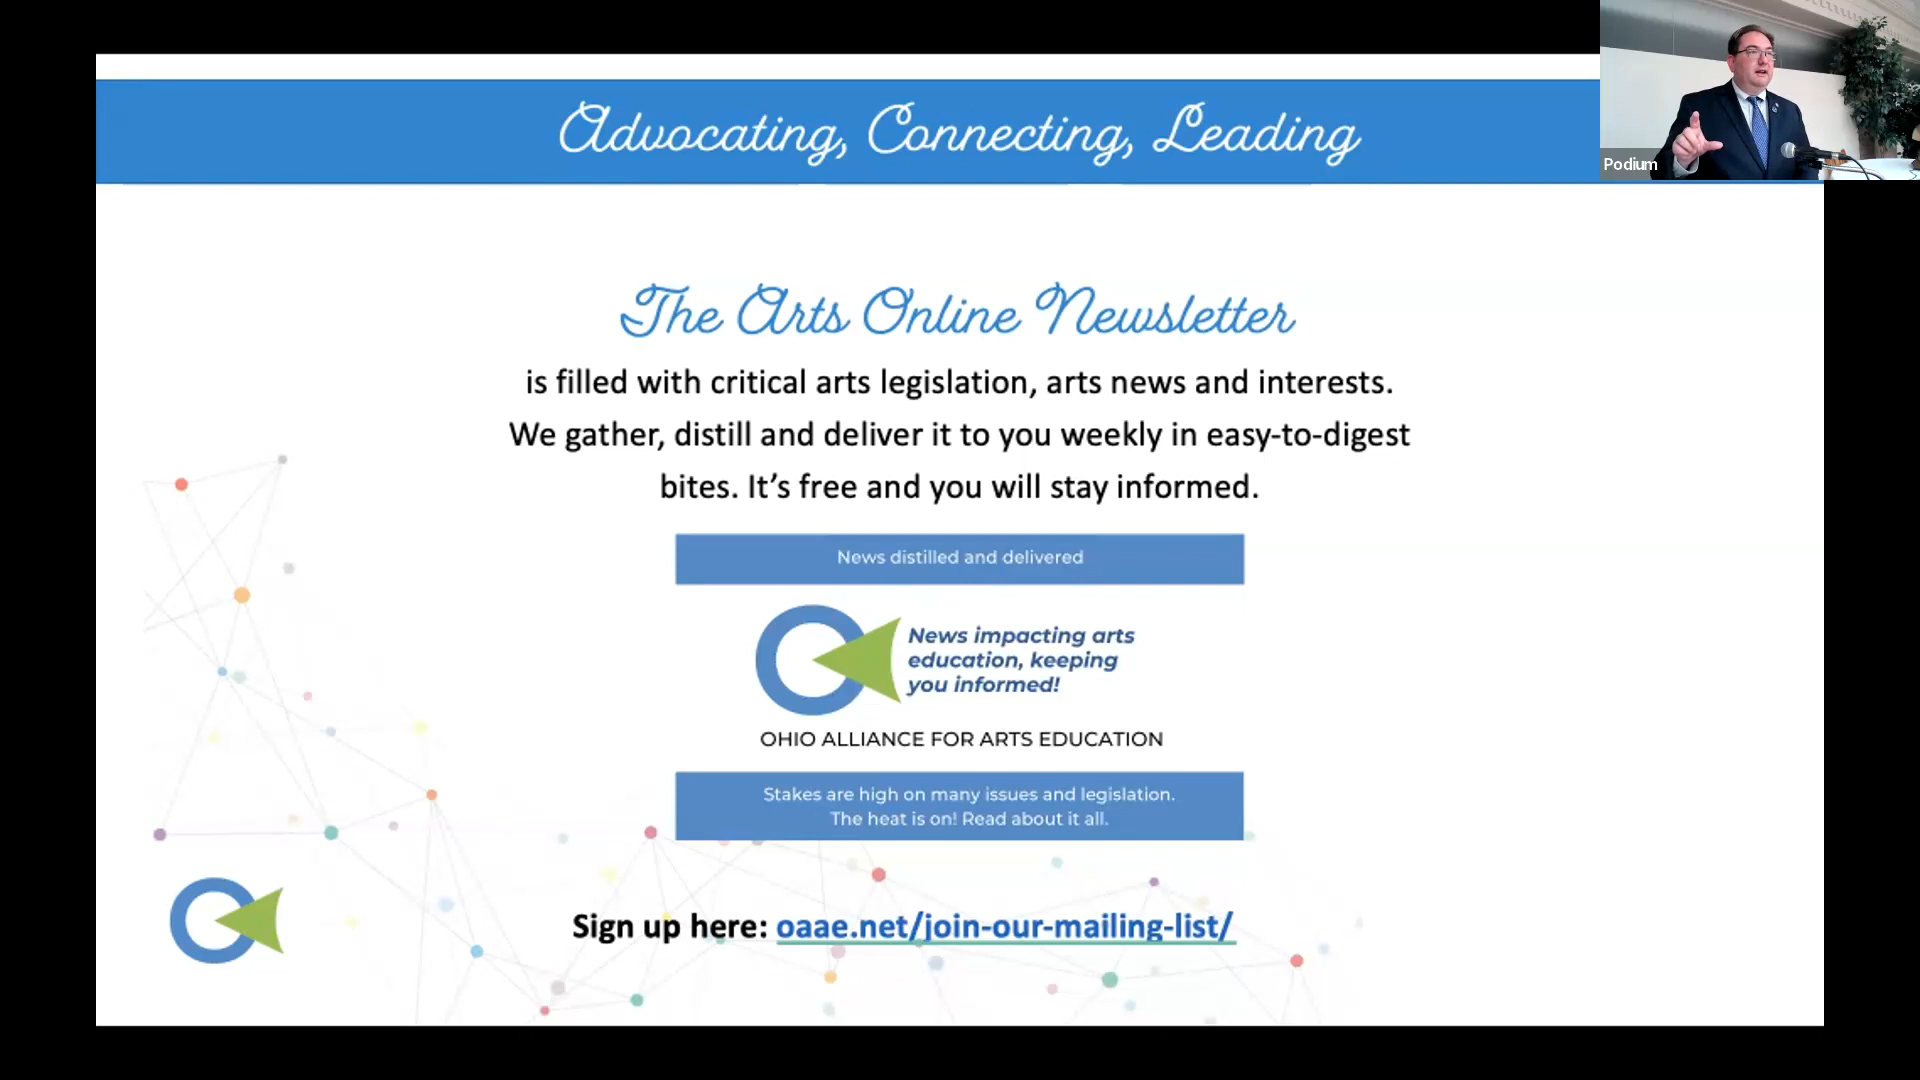 Advocating, Connecting, Leading
Podium
The Arts Online Newsletter
is filled with critical arts legislation, arts news and interests.
We gather, distill and deliver it to you weekly in easy-to-digest
bites. It’s free and you will stay informed.
News distilled and delivered
News impacting arts
education, keeping
you informed!
OHIO ALLIANCE FOR ARTS EDUCATION
Stakes are high on many issues and legislation.
The heat is on! Read about it all.
Sign up here: oaae.net/join-our-mailing-list/